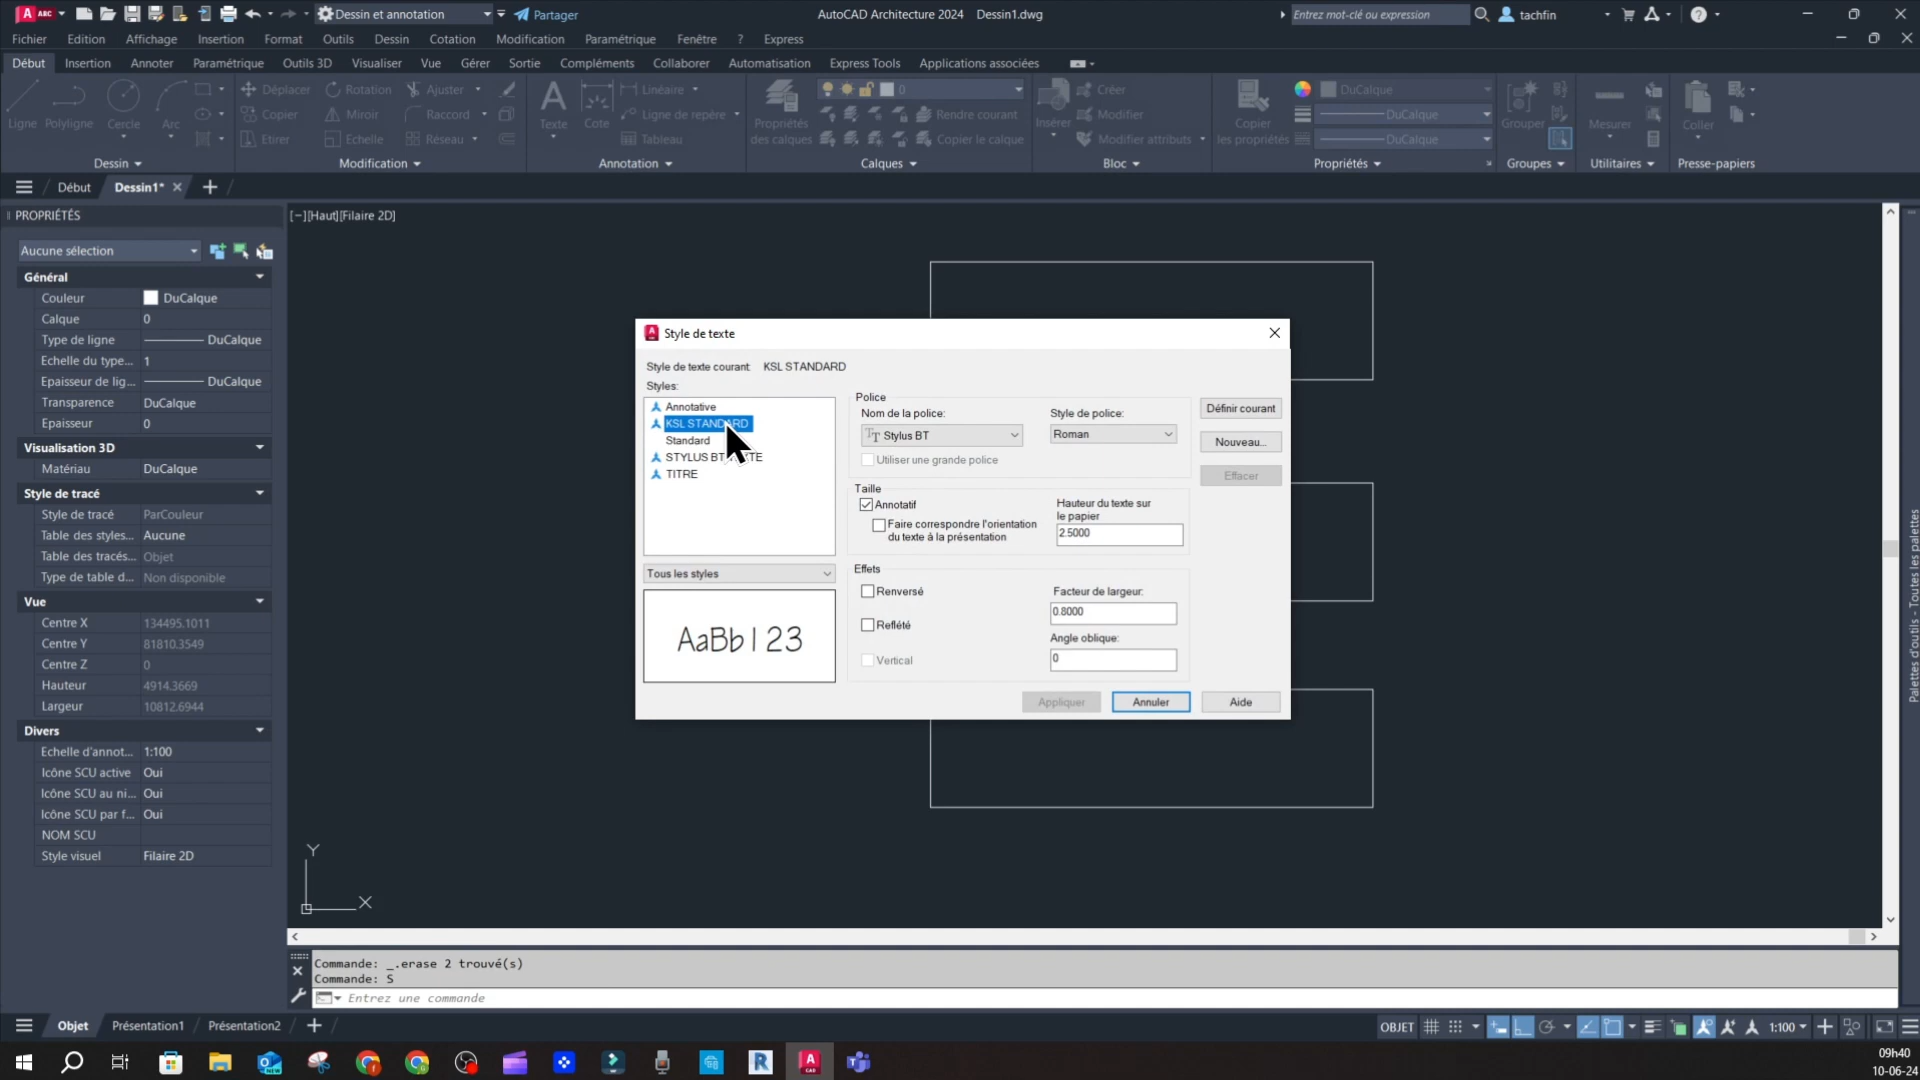 A ABC Dessin et annotation Partager AutoCAD Architecture 2024 Dessin1.dwg Entrez mot-clé ou expression tachfin
Fichier Edition Affichage Insertion Format Outils Dessin Cotation Modification Paramétrique Fenêtre ? Express
Début Insertion Annoter Paramétrique Outils 3D Visualiser Vue Gérer Sortie Compléments Collaborer Automatisation Express Tools Applications associées
Déplacer Rotation Ajuster Linéaire 0 Créer DuCalque
Copier Miroir Raccord Ligne de repère Rendre courant Modifier DuCalque
Ligne Polyligne Cercle Arc Texte Cote Propriétés des calques Insérer Copier les propriétés Grouper Mesurer Coller
Etirer Echelle Réseau Tableau Copier le calque Modifier attributs DuCalque
Dessin Modification Annotation Calques Bloc Propriétés Groupes Utilitaires Presse-papiers
Début Dessin1*
PROPRIÉTÉS
[−][Haut][Filaire 2D]
Aucune sélection
Général
Couleur DuCalque
Calque 0
Type de ligne DuCalque
Echelle du type... 1
Epaisseur de lig... DuCalque
Transparence DuCalque
Epaisseur 0
Visualisation 3D
Matériau DuCalque
Style de tracé
Style de tracé ParCouleur
Table des styles... Aucune
Table des tracés... Objet
Type de table d... Non disponible
Vue
Centre X 134495.1011
Centre Y 81810.3549
Centre Z 0
Hauteur 4914.3669
Largeur 10812.6944
Divers
Echelle d'annot... 1:100
Icône SCU active Oui
Icône SCU au ni... Oui
Icône SCU par f... Oui
NOM SCU
Style visuel Filaire 2D
Style de texte
Style de texte courant: KSL STANDARD
Styles:
Annotative
KSL STANDARD
Standard
STYLUS BT
TITRE
Tous les styles
AaBb123
Police
Nom de la police:
Stylus BT
Style de police:
Roman
Utiliser une grande police
Taille
Annotatif
Faire correspondre l'orientation
du texte à la présentation
Hauteur du texte sur
le papier
2.5000
Effets
Renversé
Reflété
Vertical
Facteur de largeur:
0.8000
Angle oblique:
0
Définir courant
Nouveau...
Effacer
Appliquer Annuler Aide
Palettes d'outils - Toutes les palettes
Y
X
Commande: _.erase 2 trouvé(s)
Commande: S
Entrez une commande
Objet Présentation1 Présentation2 OBJET 1:100
09h40
10-06-24